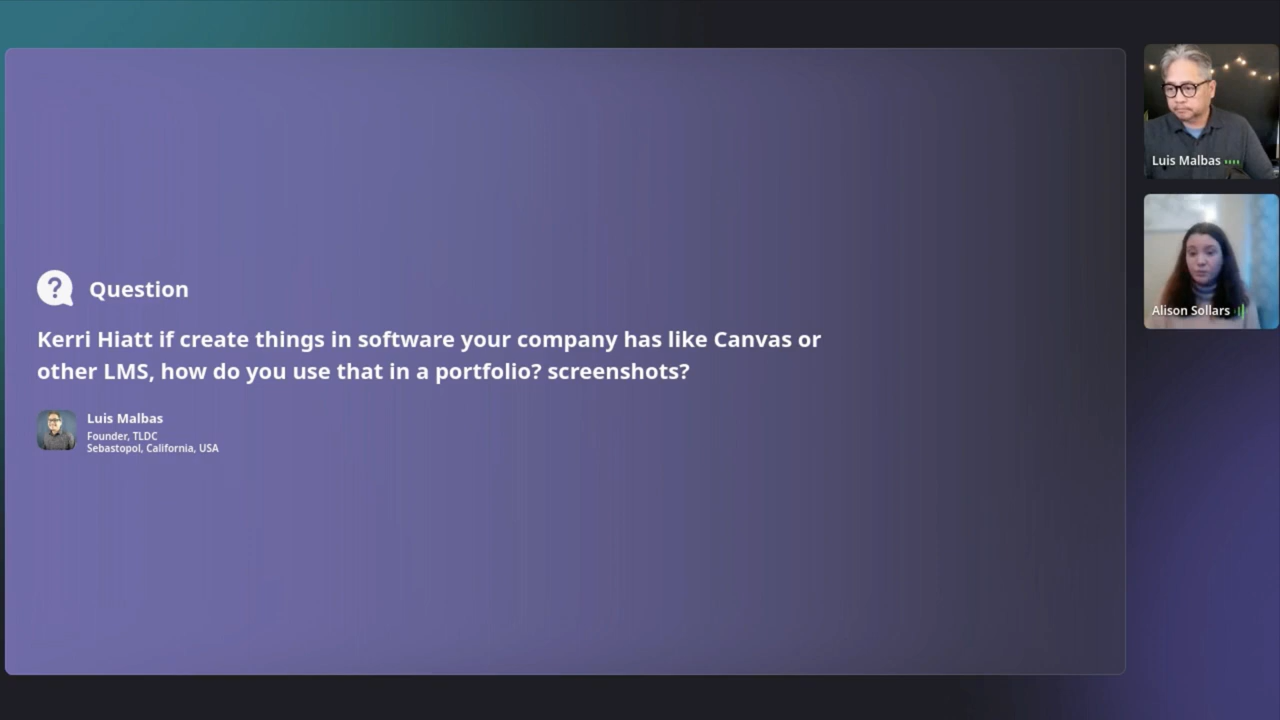 Question
Kerri Hiatt if create things in software your company has like Canvas or
other LMS, how do you use that in a portfolio? screenshots?
Luis Malbas
Founder, TLDC
Sebastopol, California, USA
Luis Malbas
Alison Sollars